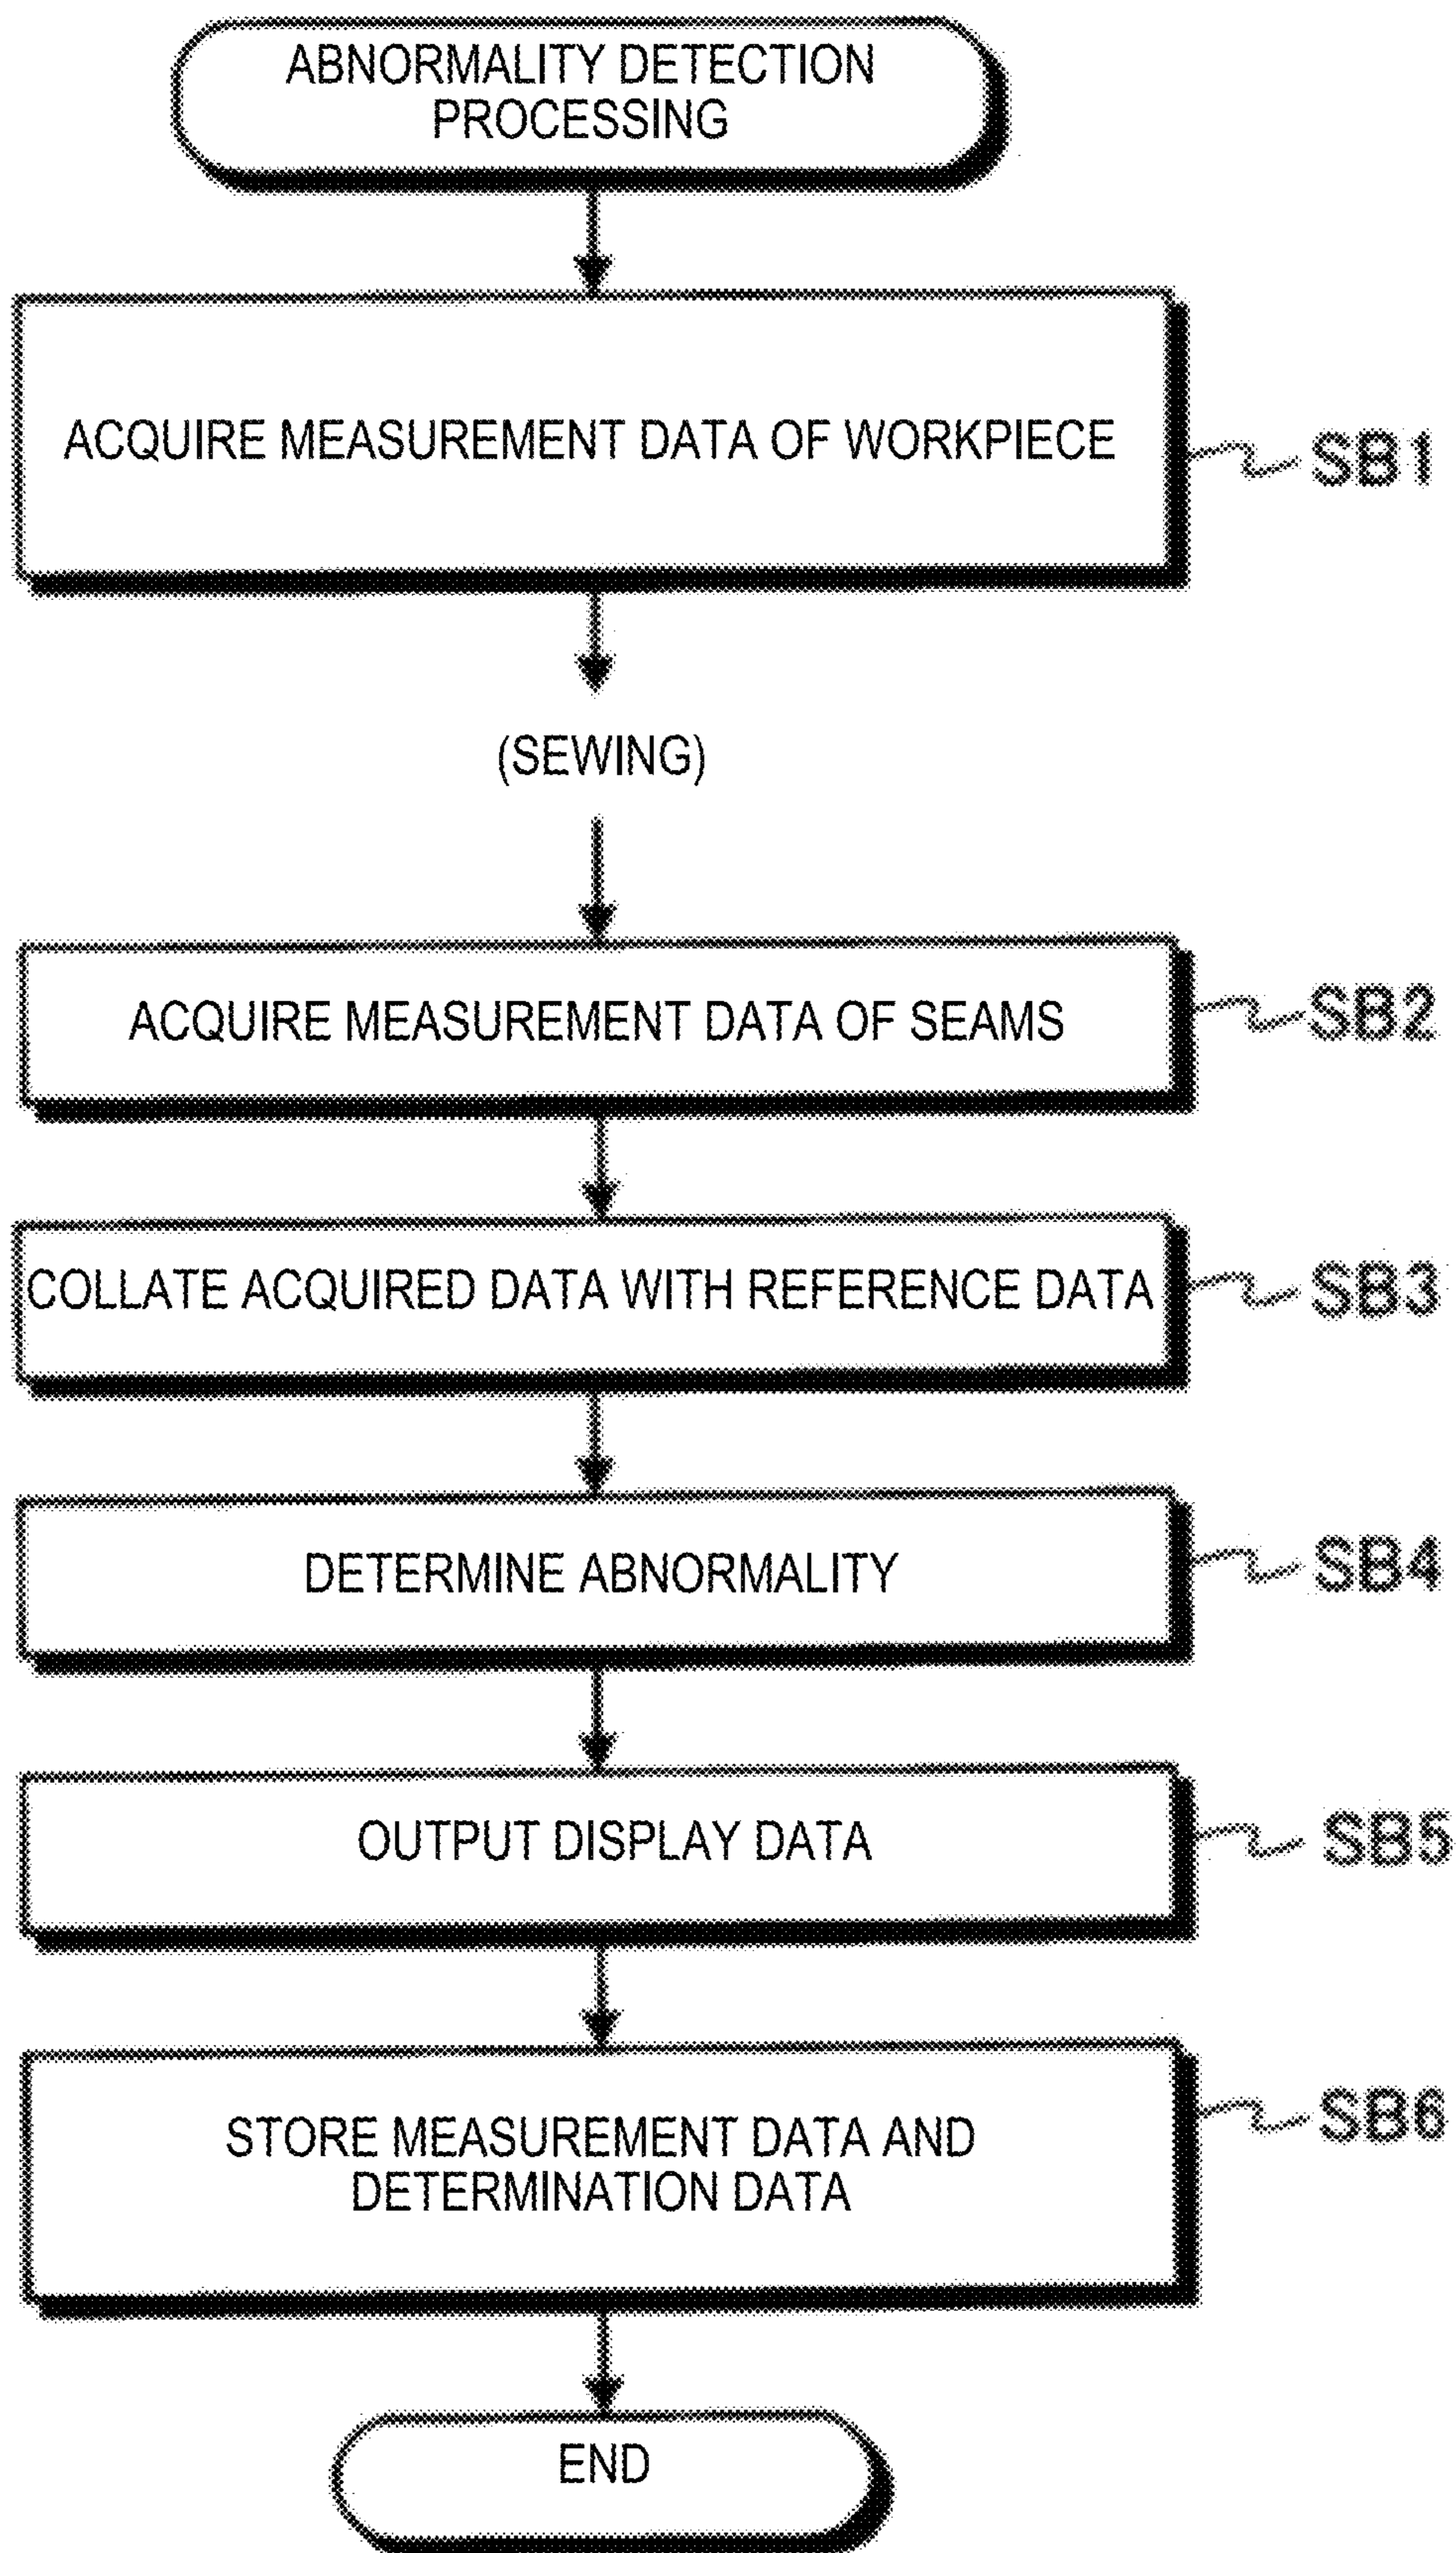 ABNORMALITY DETECTION
PROCESSING
ACQUIRE MEASUREMENT DATA OF WORKPIECE
SB1
(SEWING)
ACQUIRE MEASUREMENT DATA OF SEAMS
SB2
COLLATE ACQUIRED DATA WITH REFERENCE DATA
SB3
DETERMINE ABNORMALITY
SB4
OUTPUT DISPLAY DATA
SB5
STORE MEASUREMENT DATA AND
DETERMINATION DATA
SB6
END